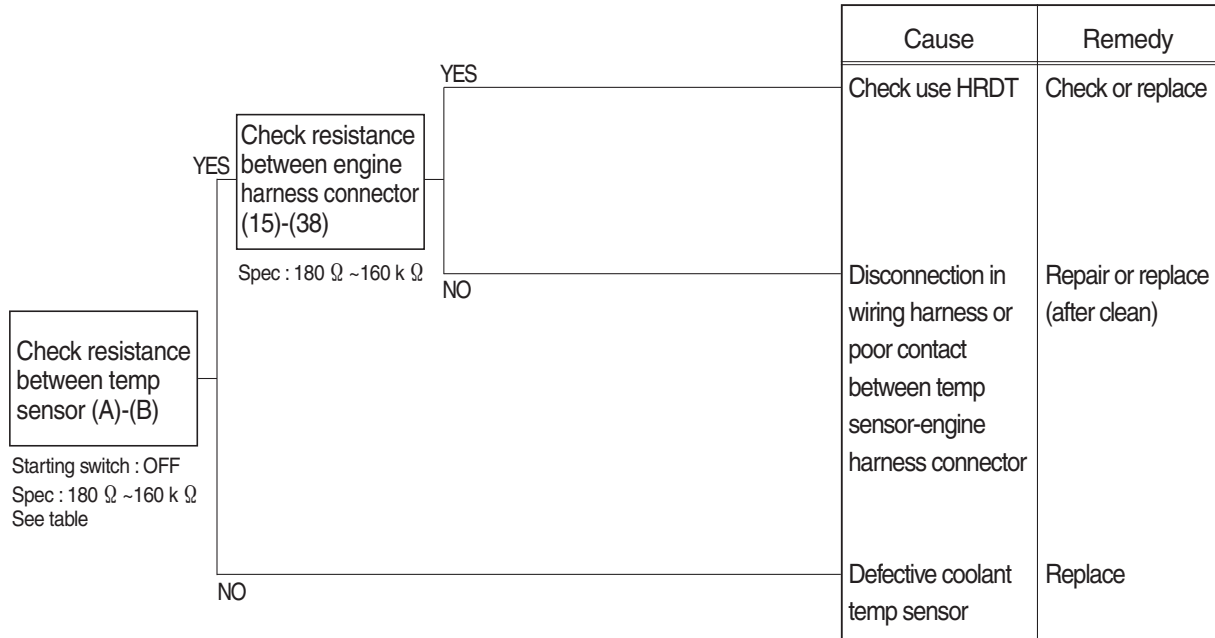 Cause
Remedy
YES
Check use HRDT
Check or replace
Check resistance
between engine
harness connector
(15)-(38)
YES
Spec : 180 Ω ~160 k Ω
NO
Disconnection in
wiring harness or
poor contact
between temp
sensor-engine
harness connector
Repair or replace
(after clean)
Check resistance
between temp
sensor (A)-(B)
Starting switch : OFF
Spec : 180 Ω ~160 k Ω
See table
NO
Defective coolant
temp sensor
Replace